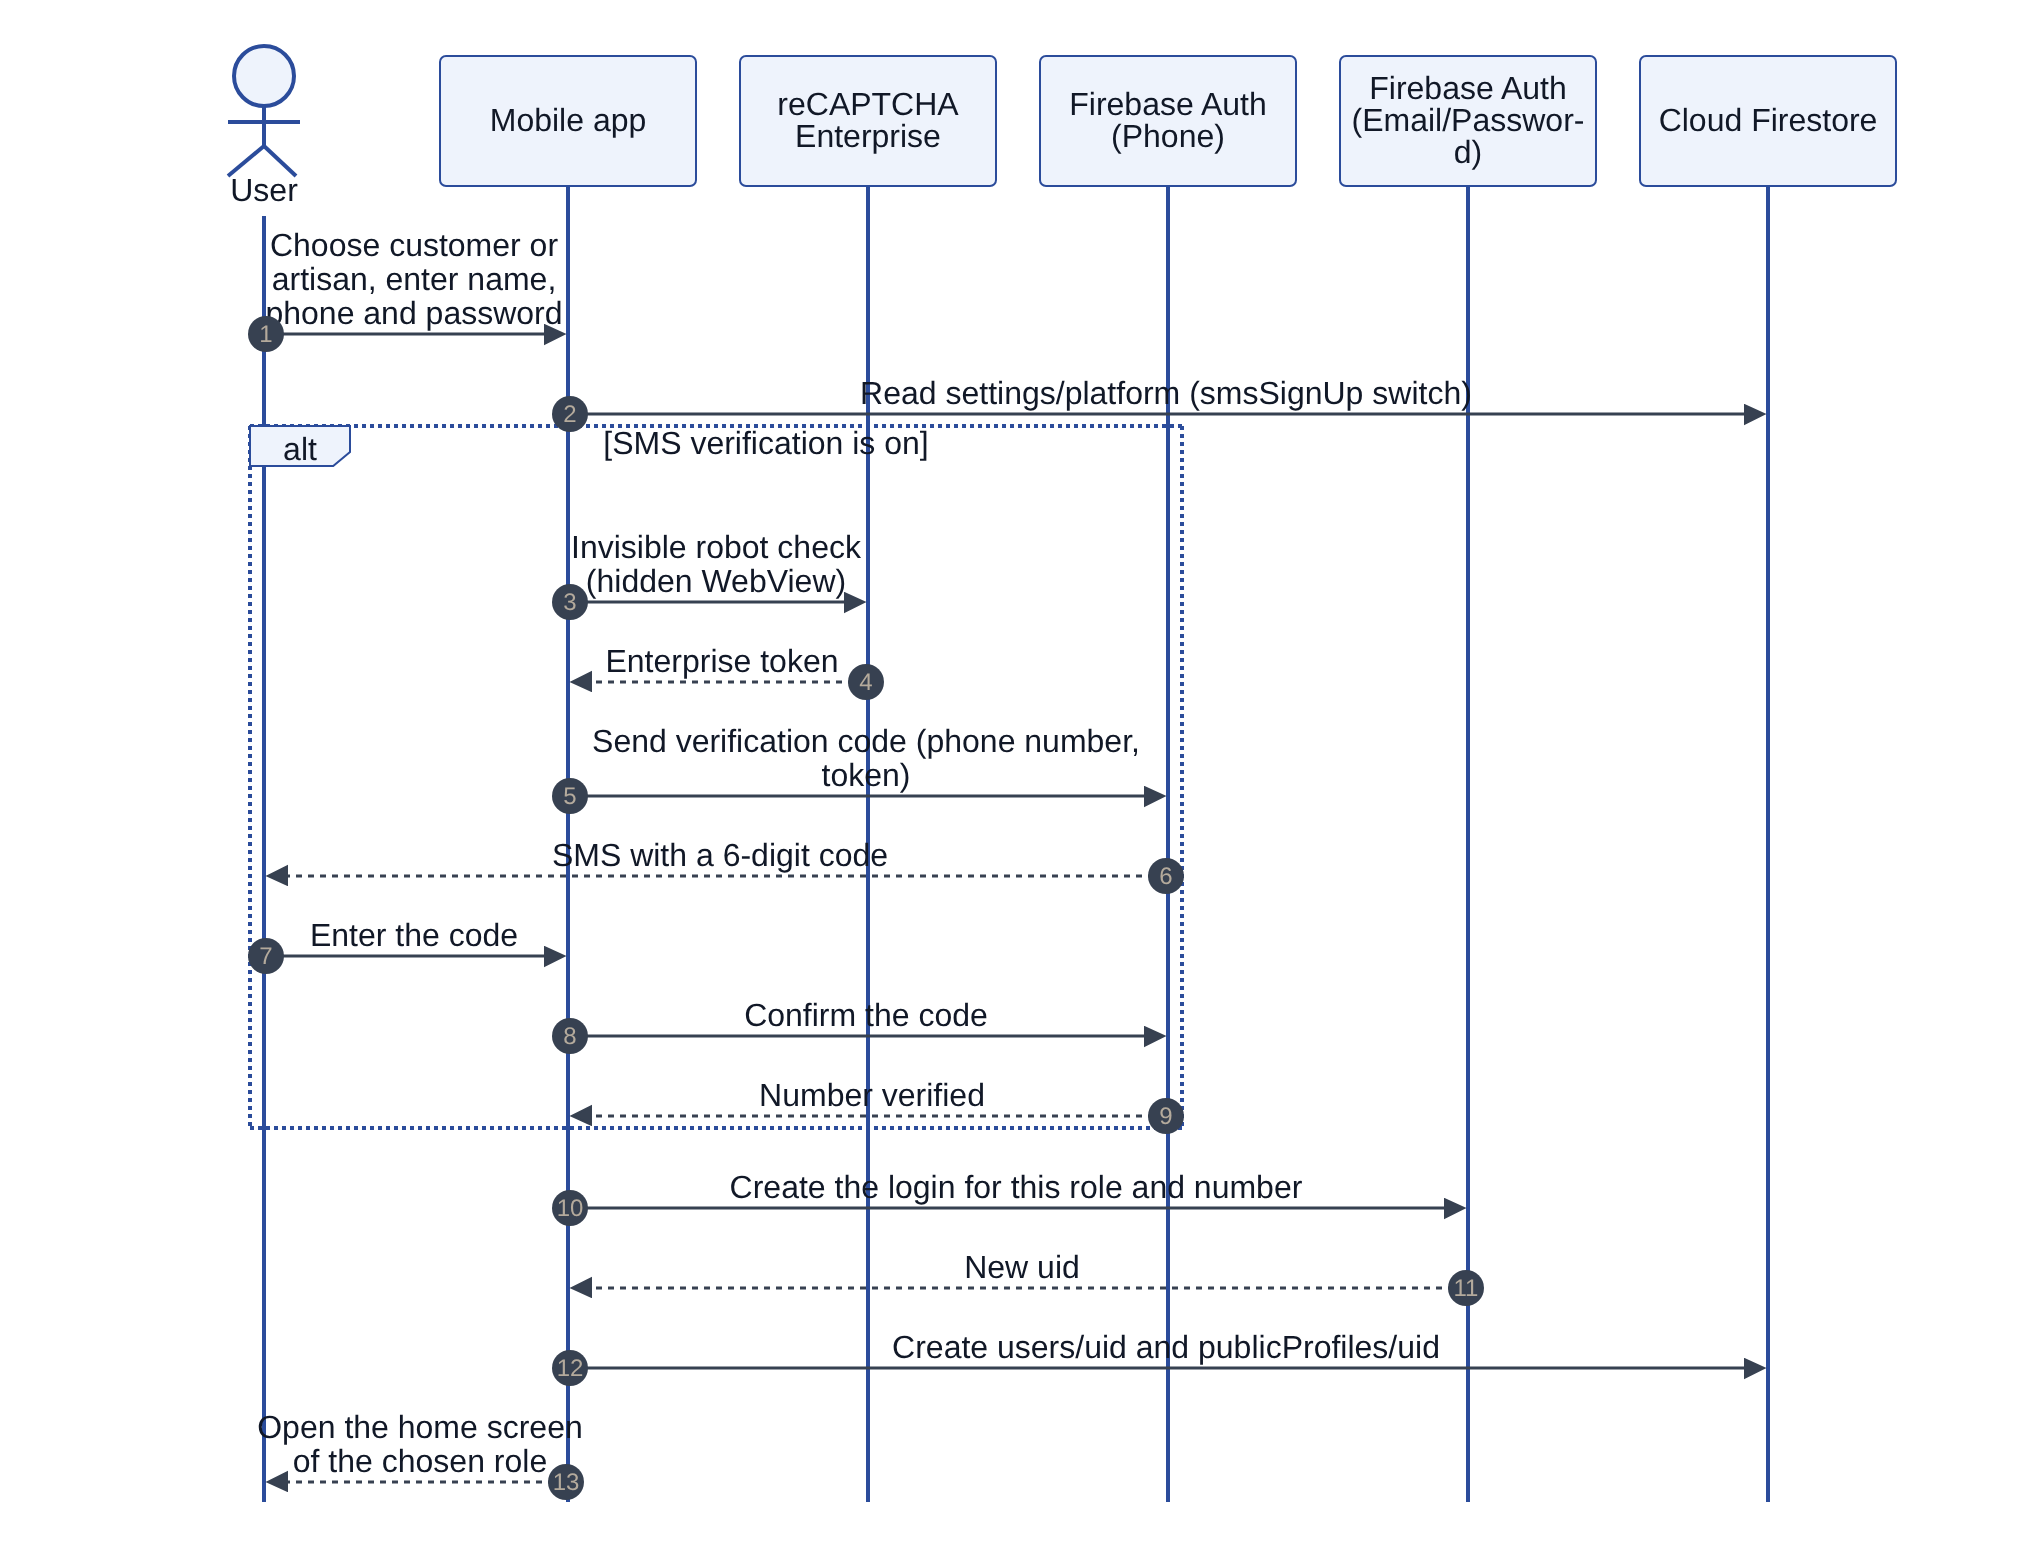 User
Mobile app
reCAPTCHA
Enterprise
Firebase Auth
(Phone)
Firebase Auth
(Email/Passwor-
d)
Cloud Firestore
Choose customer or
artisan, enter name,
phone and password
1
Read settings/platform (smsSignUp switch)
2
alt
[SMS verification is on]
Invisible robot check
(hidden WebView)
3
Enterprise token
4
Send verification code (phone number,
token)
5
SMS with a 6-digit code
6
Enter the code
7
Confirm the code
8
Number verified
9
Create the login for this role and number
10
New uid
11
Create users/uid and publicProfiles/uid
12
Open the home screen
of the chosen role
13